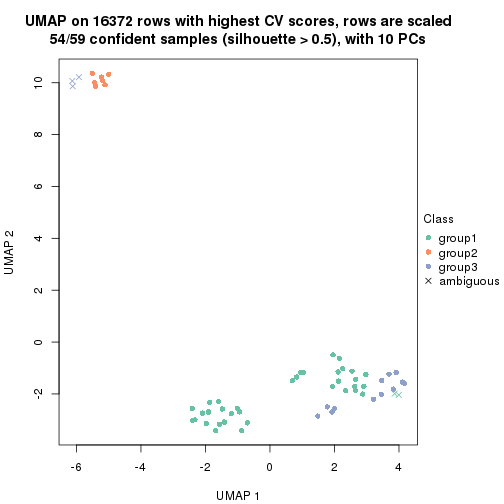 UMAP on 16372 rows with highest CV scores, rows are scaled
54/59 confident samples (silhouette > 0.5), with 10 PCs
10
8
6
4
2
0
-2
UMAP 2
-6
-4
-2
0
2
4
UMAP 1
Class
group1
group2
group3
ambiguous